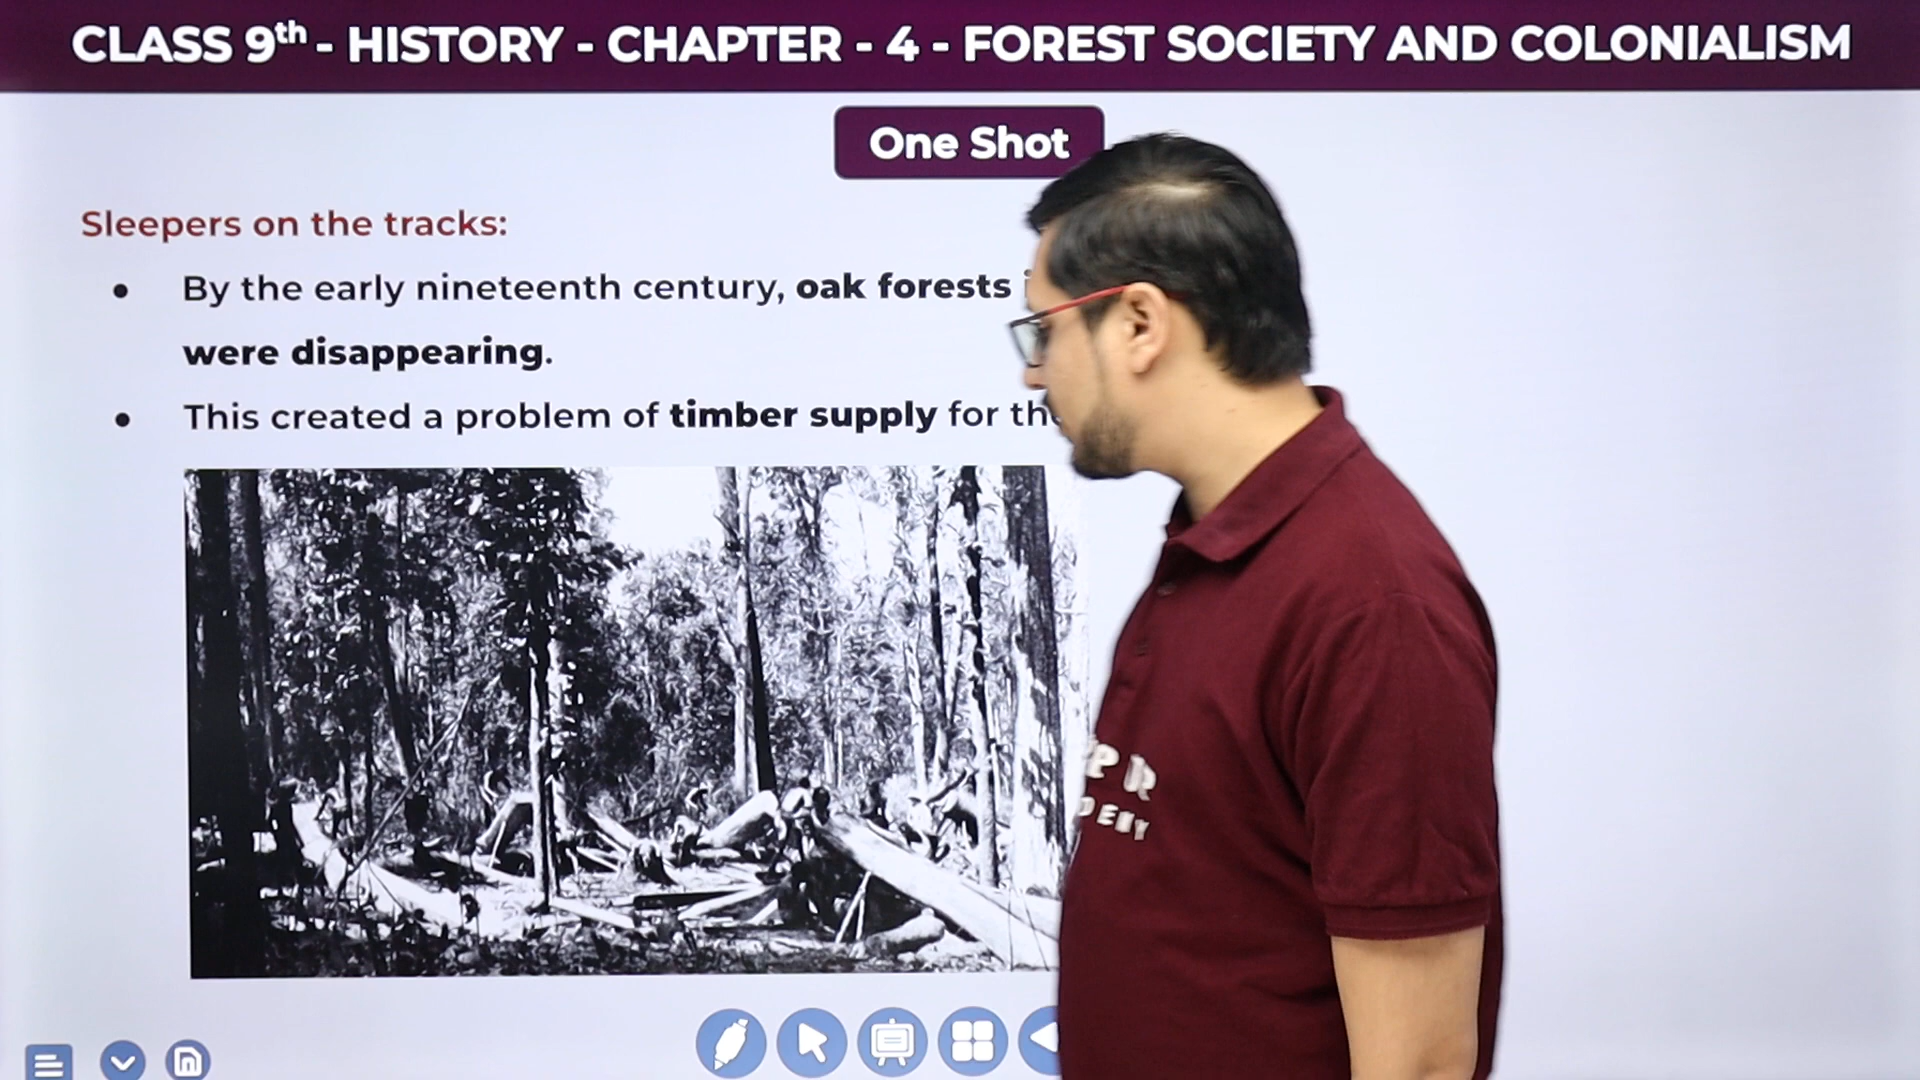 CLASS 9th - HISTORY - CHAPTER - 4 - FOREST SOCIETY AND COLONIALISM
One Shot
Sleepers on the tracks:
• By the early nineteenth century, oak forests
were disappearing.
• This created a problem of timber supply for